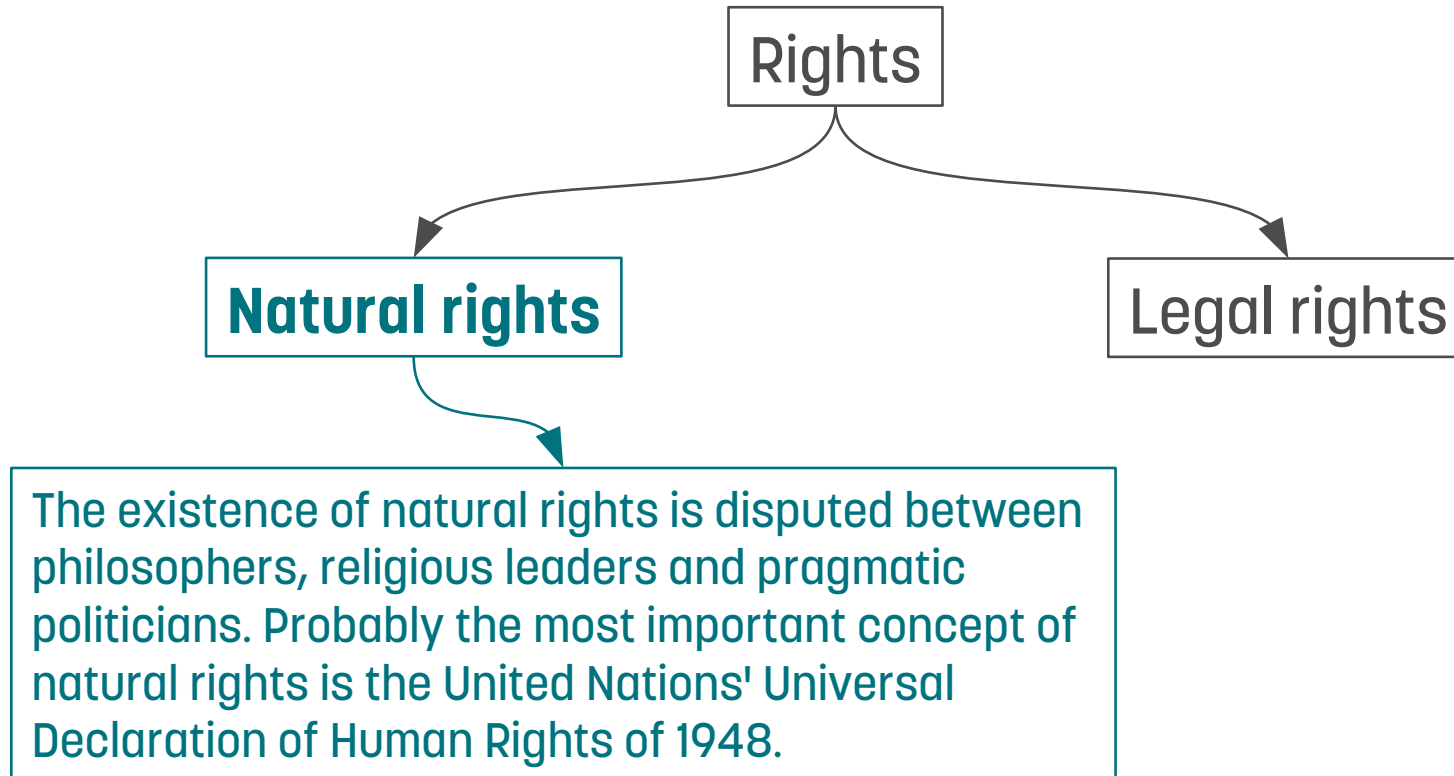 Rights
Natural rights
Legal rights
The existence of natural rights is disputed between
philosophers, religious leaders and pragmatic
politicians. Probably the most important concept of
natural rights is the United Nations' Universal
Declaration of Human Rights of 1948.